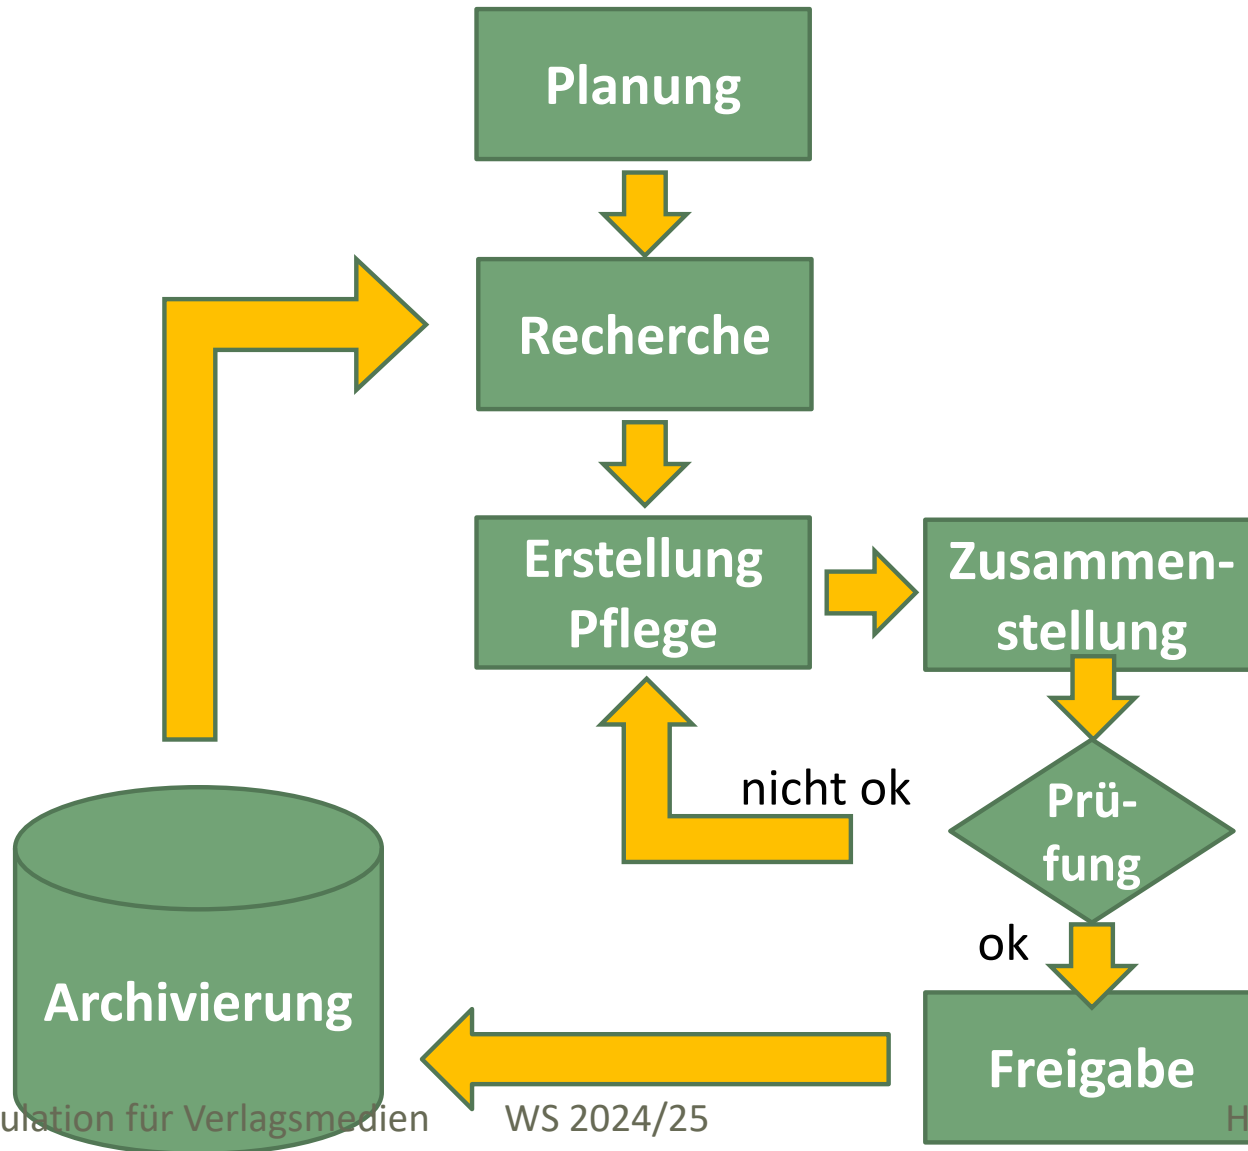 Planung
Recherche
Erstellung
Pflege
Zusammen-
stellung
nicht ok
Prü-
fung
ok
Archivierung
Freigabe
ulation für Verlagsmedien
WS 2024/25
H